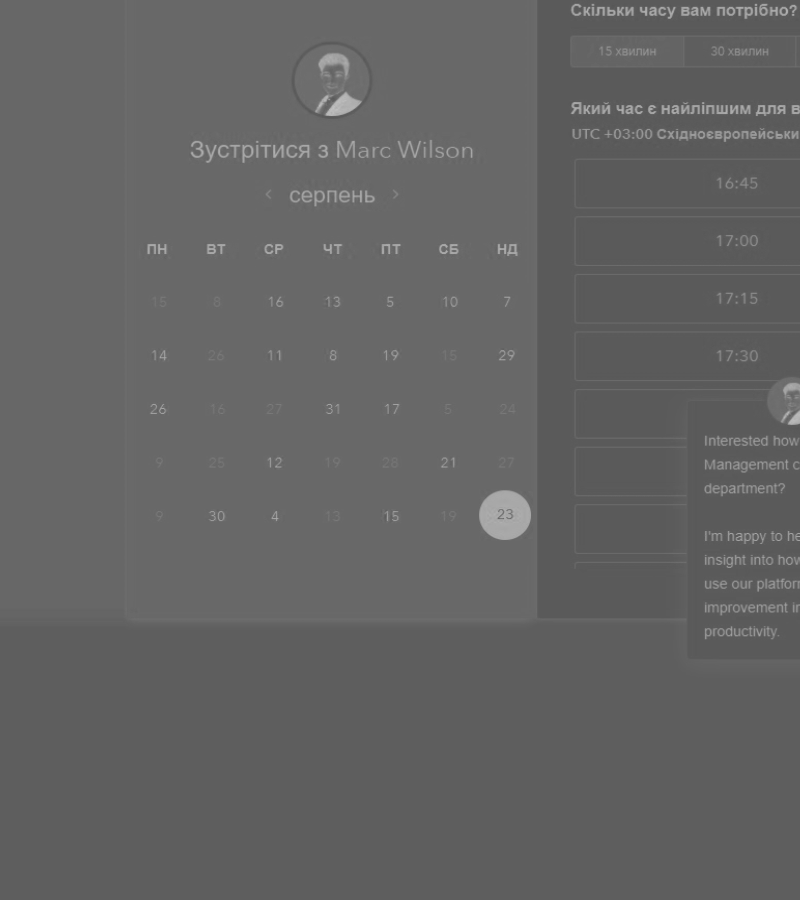 Зустрітися з Marc Wilson
‹ серпень ›
ПН ВТ СР ЧТ ПТ СБ НД
15 8 16 13 5 10 7
14 26 11 8 19 15 29
26 16 27 31 17 5 24
9 25 12 19 28 21 27
9 30 4 13 15 19 23
Скільки часу вам потрібно?
15 хвилин 30 хвилин
Який час є найліпшим для в
UTC +03:00 Східноєвропейськи
16:45
17:00
17:15
17:30
Interested how
Management c
department?
I'm happy to he
insight into how
use our platfor
improvement in
productivity.